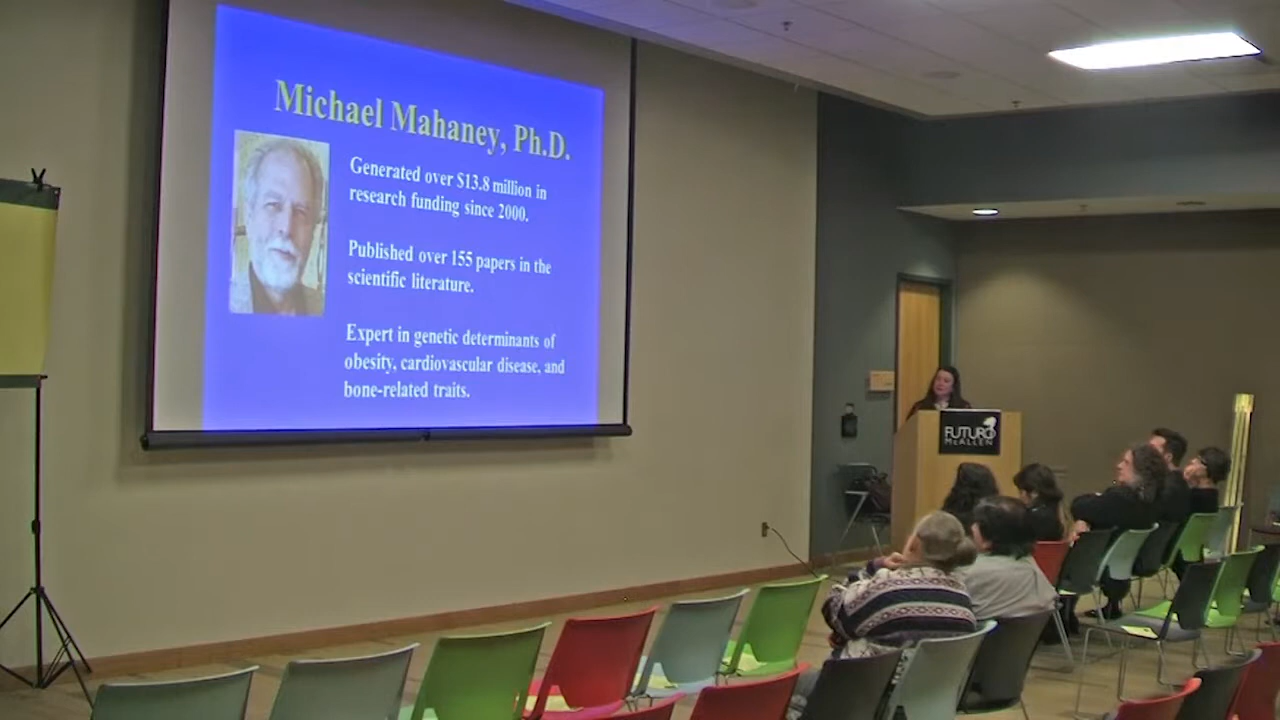 Michael Mahaney, Ph.D.
Generated over $13.8 million in
research funding since 2000.
Published over 155 papers in the
scientific literature.
Expert in genetic determinants of
obesity, cardiovascular disease, and
bone-related traits.
FUTURO
McALLEN